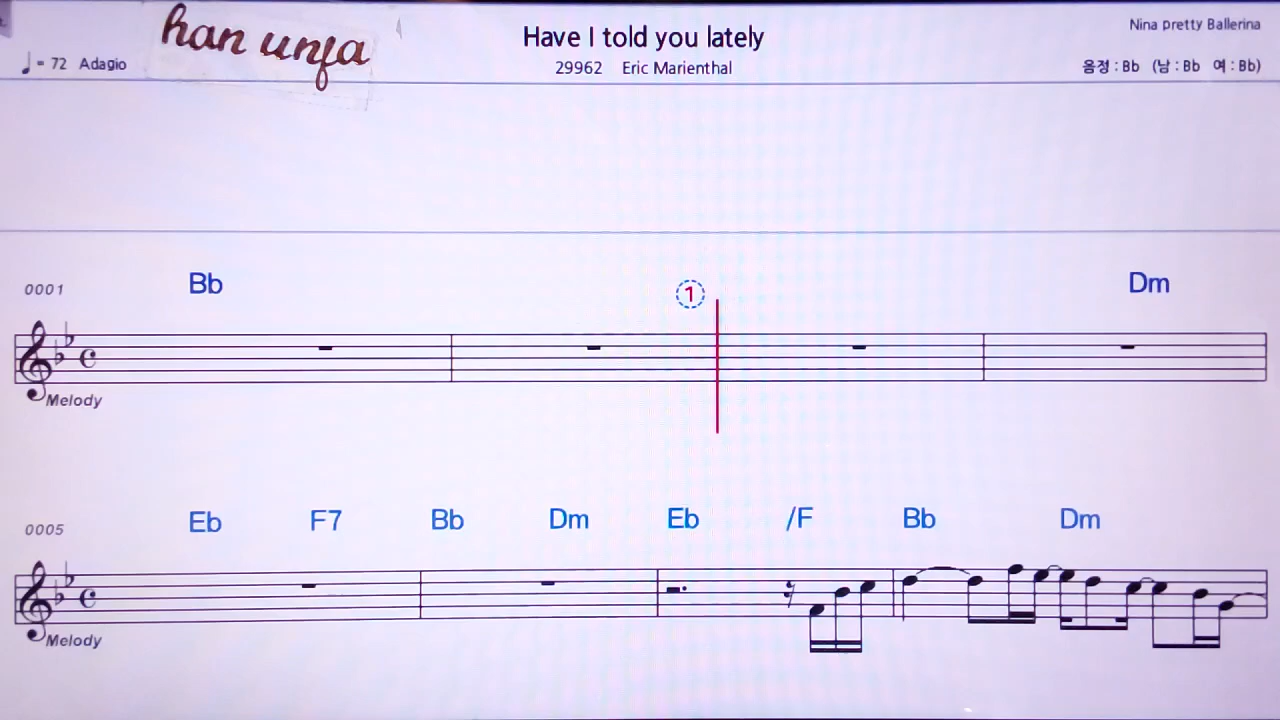 han unfa
Have I told you lately
Nina pretty Ballerina
= 72 Adagio
29962 Eric Marienthal
음정 : Bb (남 : Bb 여 : Bb)
0001 Bb 1 Dm
Melody
0005 Eb F7 Bb Dm Eb /F Bb Dm
Melody